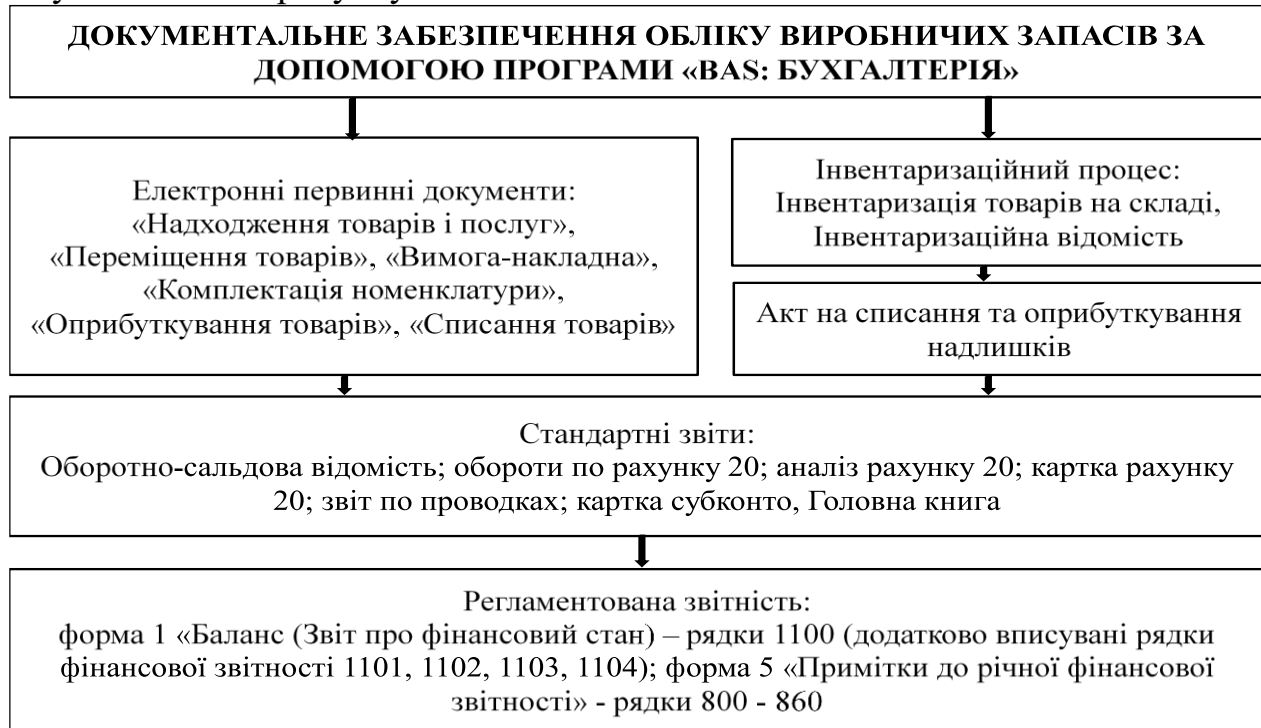 ДОКУМЕНТАЛЬНЕ ЗАБЕЗПЕЧЕННЯ ОБЛІКУ ВИРОБНИЧИХ ЗАПАСІВ ЗА
ДОПОМОГОЮ ПРОГРАМИ «BAS: БУХГАЛТЕРІЯ»
Електронні первинні документи:
«Надходження товарів і послуг»,
«Переміщення товарів», «Вимога-накладна»,
«Комплектація номенклатури»,
«Оприбуткування товарів», «Списання товарів»
Інвентаризаційний процес:
Інвентаризація товарів на складі,
Інвентаризаційна відомість
Акт на списання та оприбуткування
надлишків
Стандартні звіти:
Оборотно-сальдова відомість; обороти по рахунку 20; аналіз рахунку 20; картка рахунку
20; звіт по проводках; картка субконто, Головна книга
Регламентована звітність:
форма 1 «Баланс (Звіт про фінансовий стан) – рядки 1100 (додатково вписувані рядки
фінансової звітності 1101, 1102, 1103, 1104); форма 5 «Примітки до річної фінансової
звітності» - рядки 800 - 860